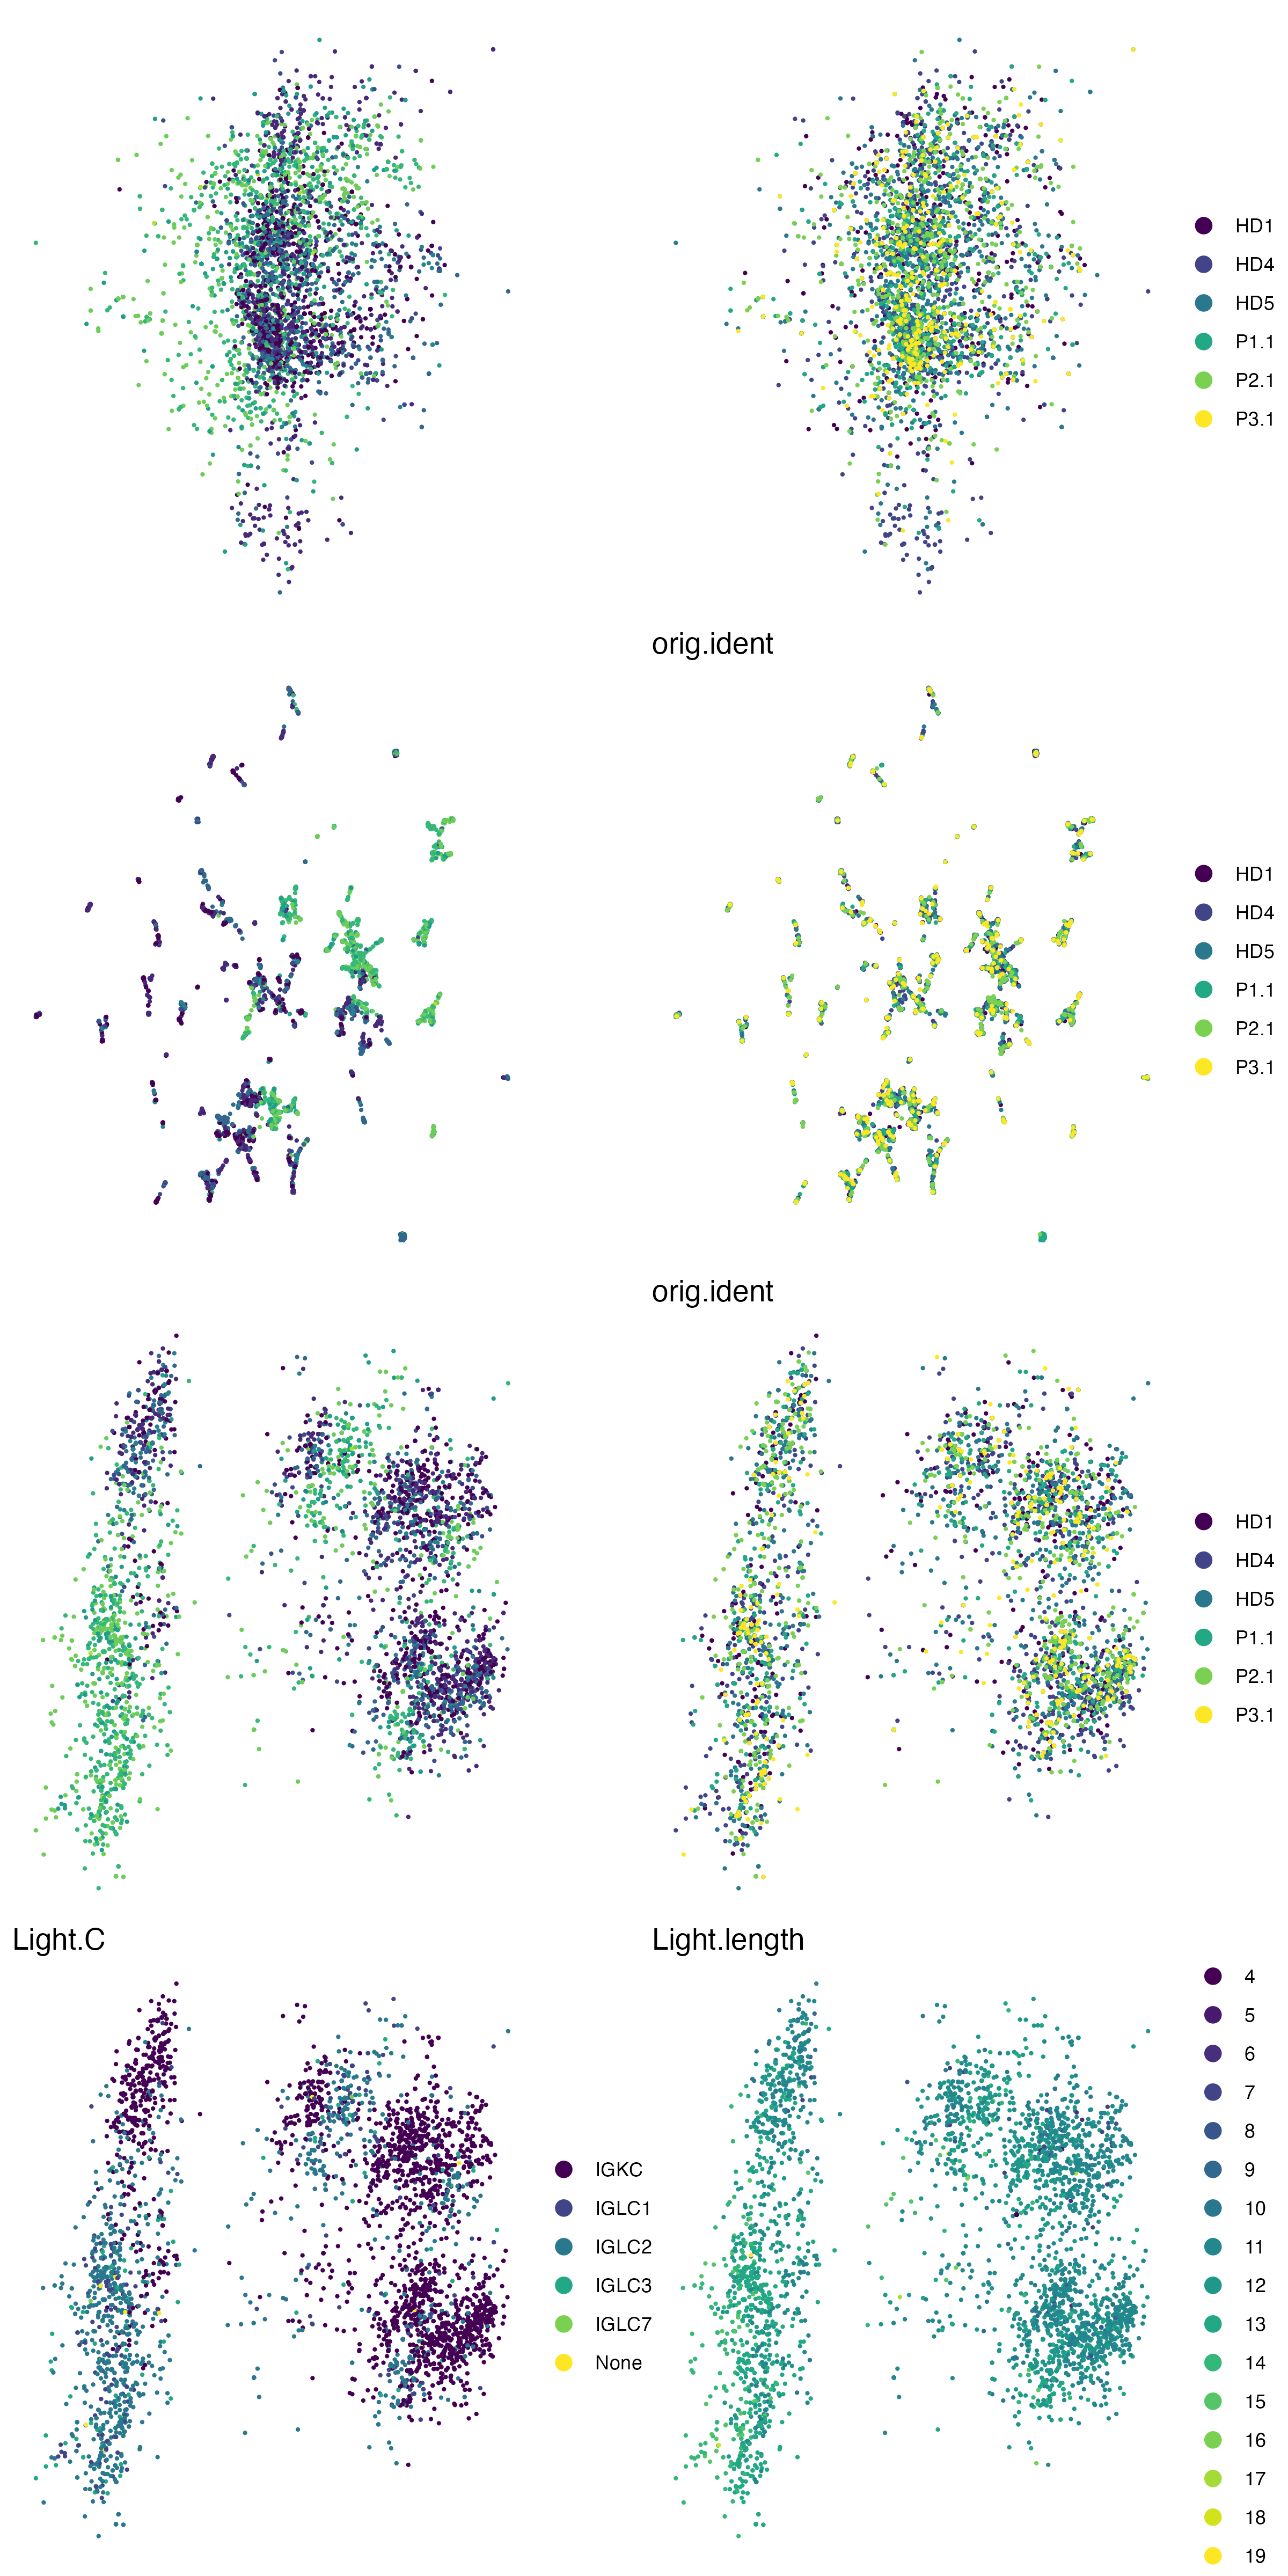 HD1
HD4
HD5
P1.1
P2.1
P3.1
orig.ident
HD1
HD4
HD5
P1.1
P2.1
P3.1
orig.ident
HD1
HD4
HD5
P1.1
P2.1
P3.1
Light.C
IGKC
IGLC1
IGLC2
IGLC3
IGLC7
None
Light.length
4
5
6
7
8
9
10
11
12
13
14
15
16
17
18
19